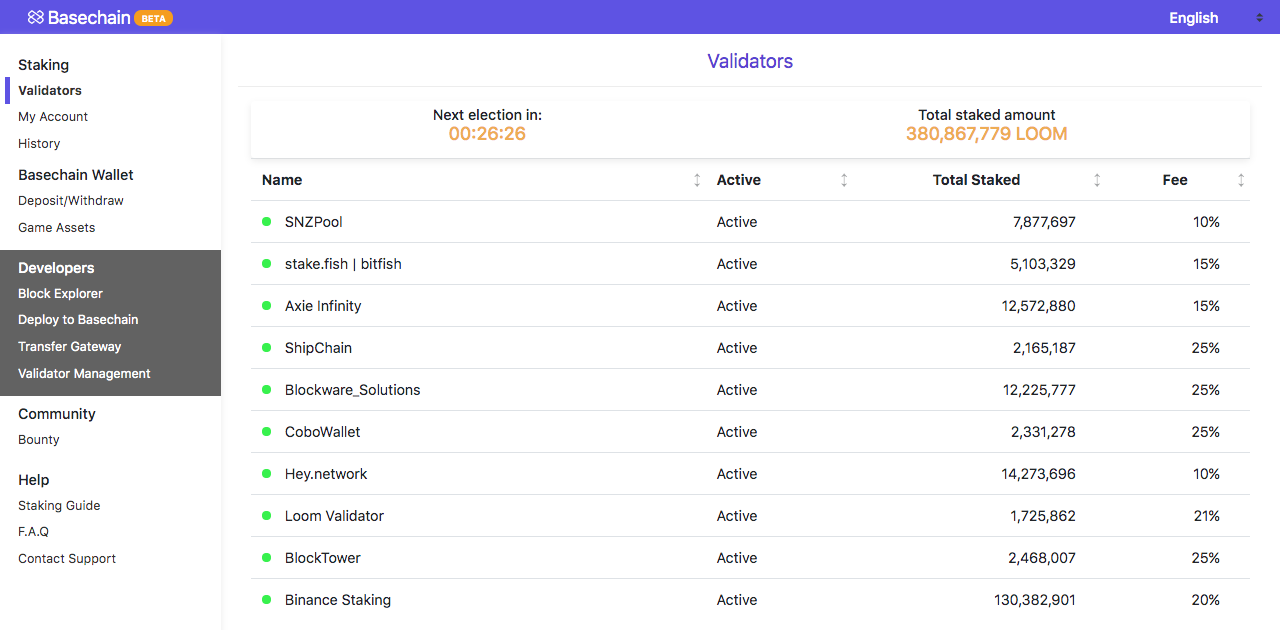 Basechain BETA
English
Staking
Validators
My Account
History
Basechain Wallet
Deposit/Withdraw
Game Assets
Developers
Block Explorer
Deploy to Basechain
Transfer Gateway
Validator Management
Community
Bounty
Help
Staking Guide
F.A.Q
Contact Support
Validators
Next election in:
00:26:26
Total staked amount
380,867,779 LOOM
Name Active Total Staked Fee
SNZPool Active 7,877,697 10%
stake.fish | bitfish Active 5,103,329 15%
Axie Infinity Active 12,572,880 15%
ShipChain Active 2,165,187 25%
Blockware_Solutions Active 12,225,777 25%
CoboWallet Active 2,331,278 25%
Hey.network Active 14,273,696 10%
Loom Validator Active 1,725,862 21%
BlockTower Active 2,468,007 25%
Binance Staking Active 130,382,901 20%